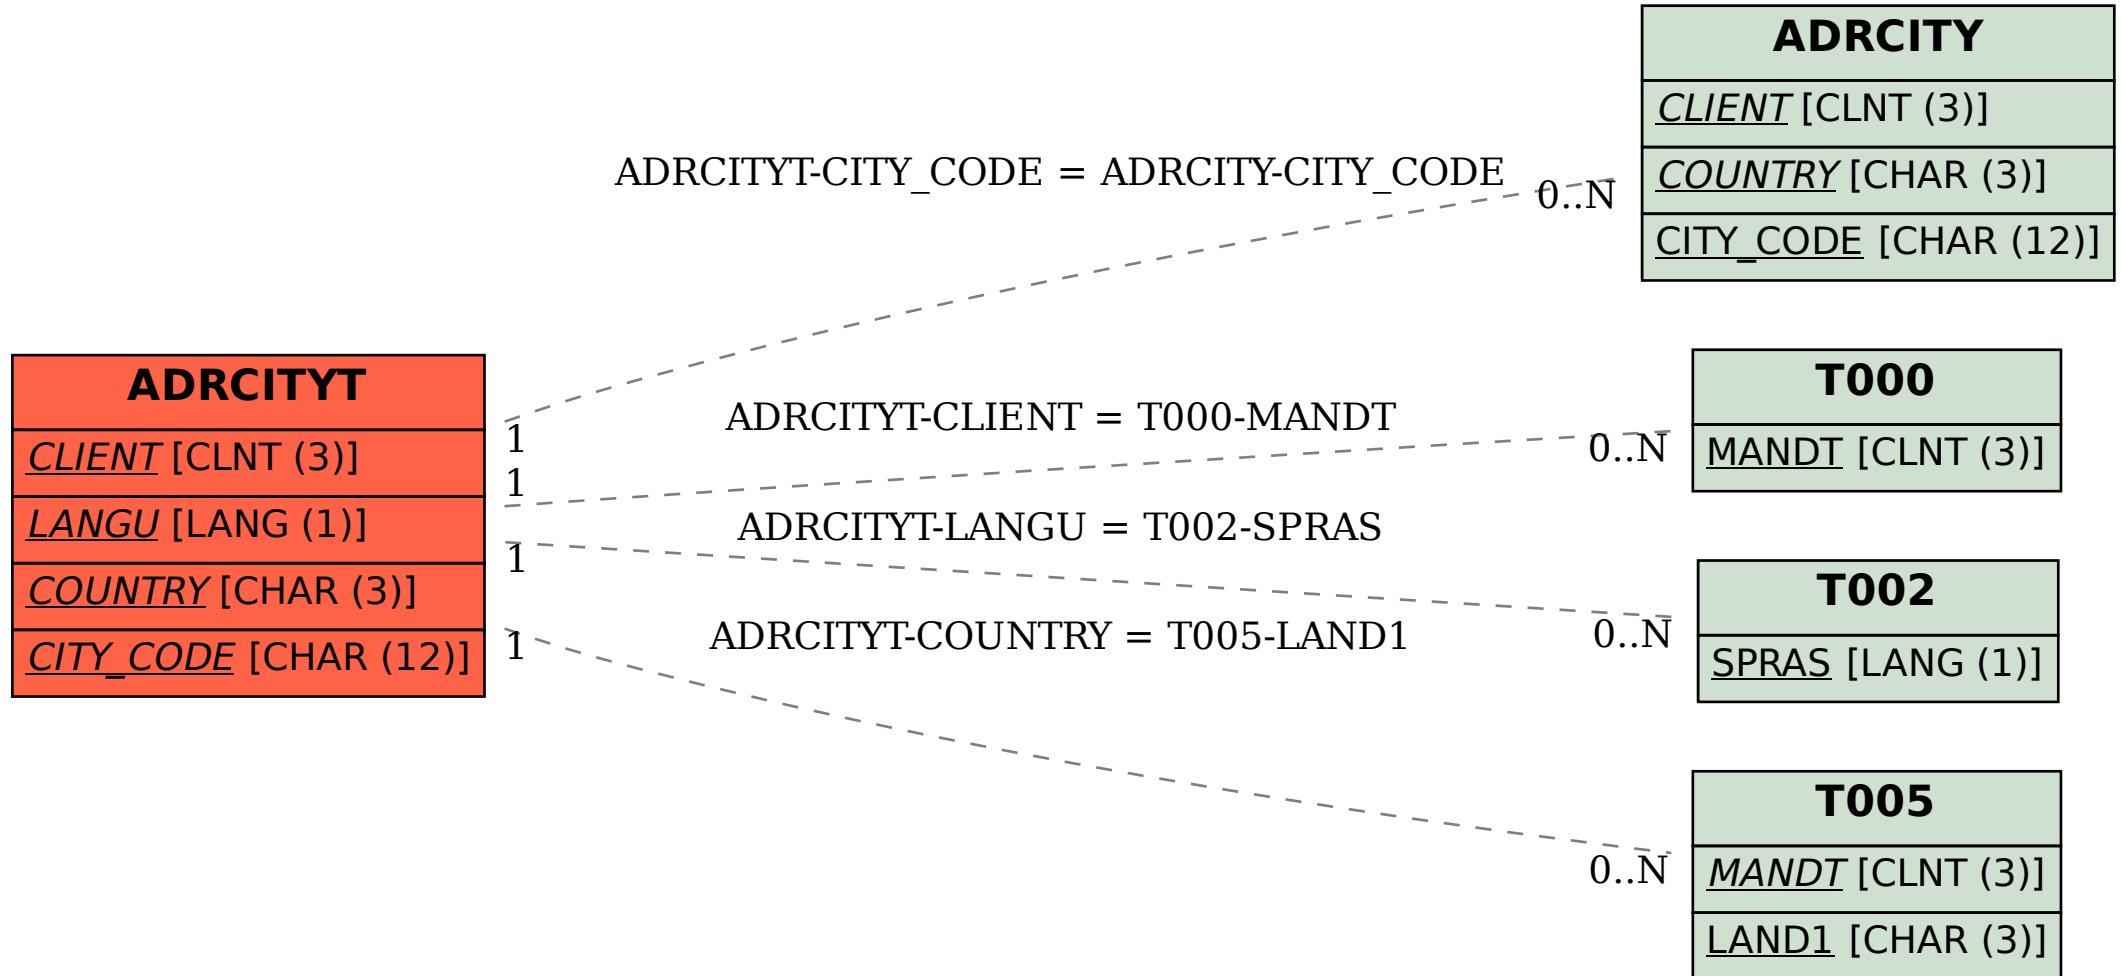 ADRCITY
CLIENT [CLNT (3)]
COUNTRY [CHAR (3)]
CITY_CODE [CHAR (12)]
ADRCITYT-CITY_CODE = ADRCITY-CITY_CODE
0..N
1
ADRCITYT
CLIENT [CLNT (3)]
LANGU [LANG (1)]
COUNTRY [CHAR (3)]
CITY_CODE [CHAR (12)]
ADRCITYT-CLIENT = T000-MANDT
1
0..N
T000
MANDT [CLNT (3)]
ADRCITYT-LANGU = T002-SPRAS
1
0..N
T002
SPRAS [LANG (1)]
ADRCITYT-COUNTRY = T005-LAND1
1
0..N
T005
MANDT [CLNT (3)]
LAND1 [CHAR (3)]